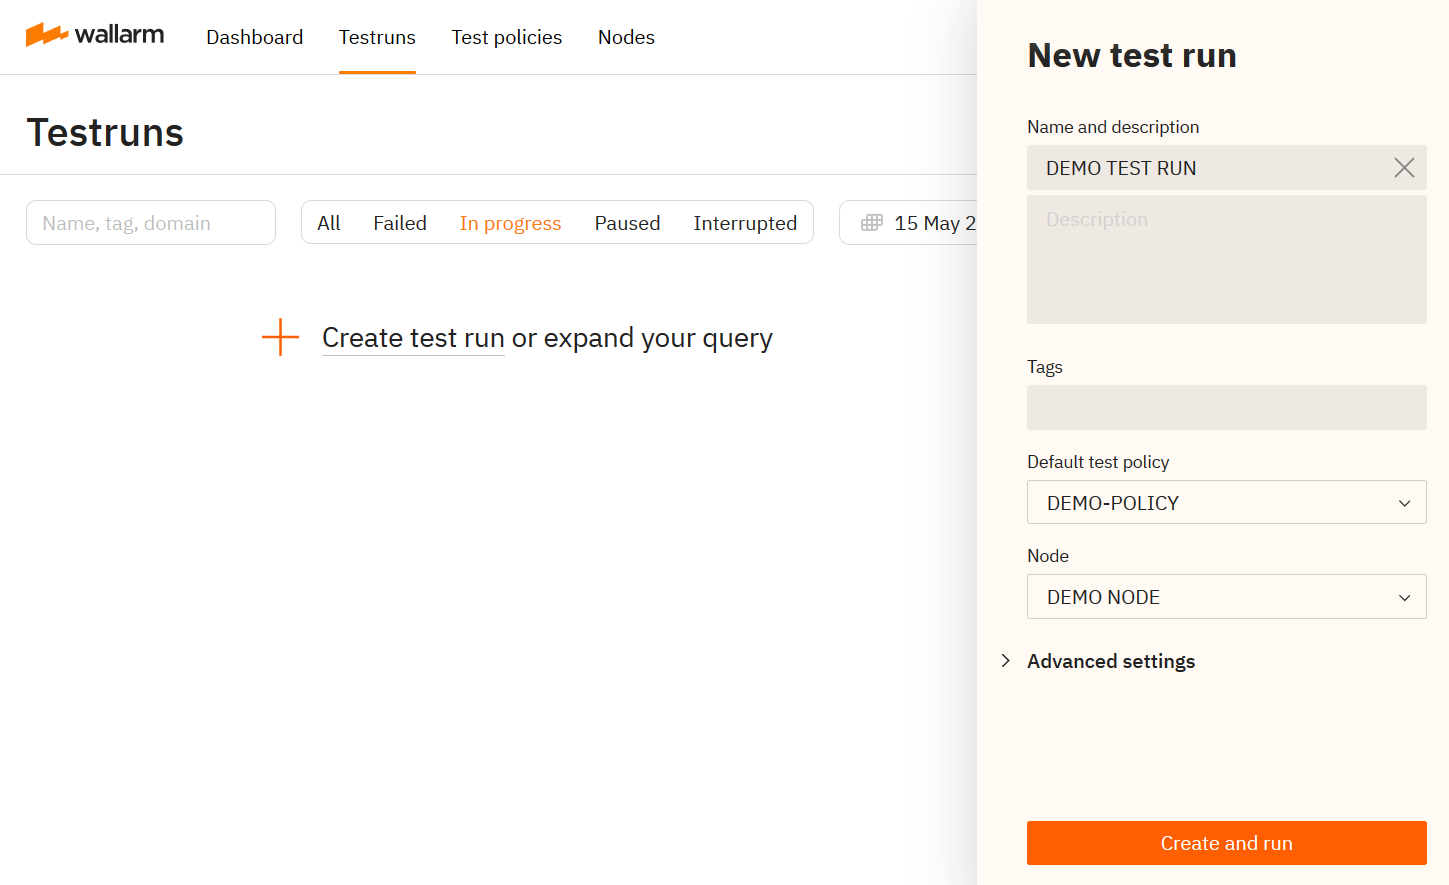 wallarm
Dashboard
Testruns
Test policies
Nodes
Testruns
Name, tag, domain
All
Failed
In progress
Paused
Interrupted
15 May 2
Create test run or expand your query
New test run
Name and description
DEMO TEST RUN
Description
Tags
Default test policy
DEMO-POLICY
Node
DEMO NODE
Advanced settings
Create and run